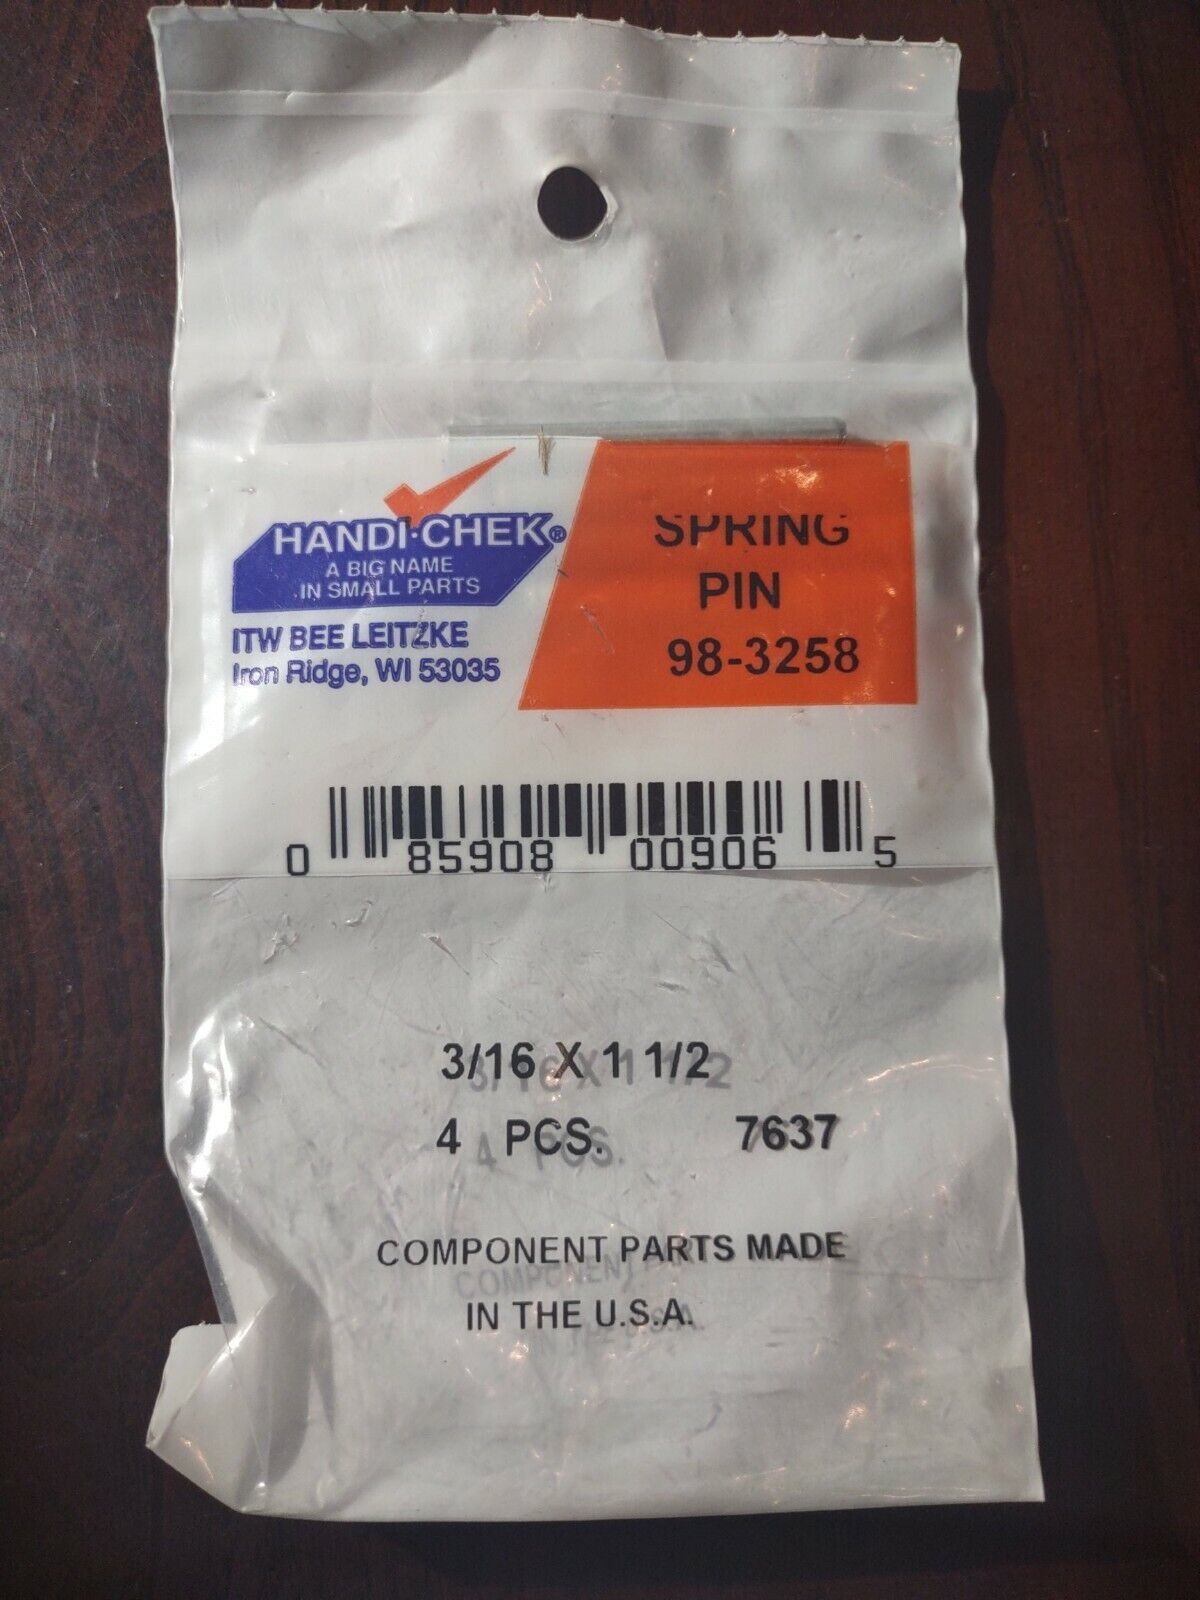 HANDI·CHEK®
A BIG NAME
IN SMALL PARTS
ITW BEE LEITZKE
Iron Ridge, WI 53035
SPRING
PIN
98-3258
0 85908 00906 5
3/16 X 1 1/2
4 PCS. 7637
COMPONENT PARTS MADE
IN THE U.S.A.